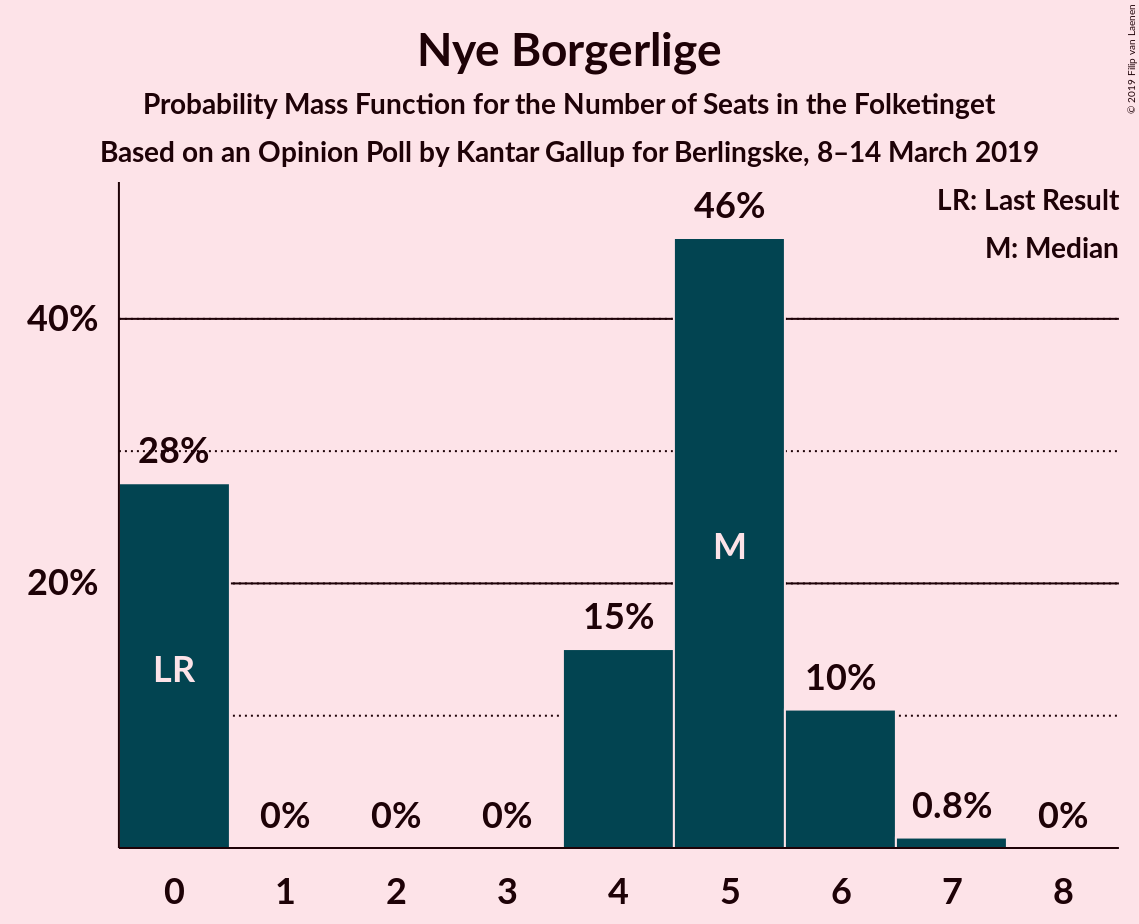 Nye Borgerlige
Probability Mass Function for the Number of Seats in the Folketinget
Based on an Opinion Poll by Kantar Gallup for Berlingske, 8–14 March 2019
© 2019 Filip van Laenen
LR: Last Result
M: Median
46%
40%
28%
M
20%
15%
LR
10%
0%
0%
0%
0.8%
0%
0
1
2
3
4
5
6
7
8